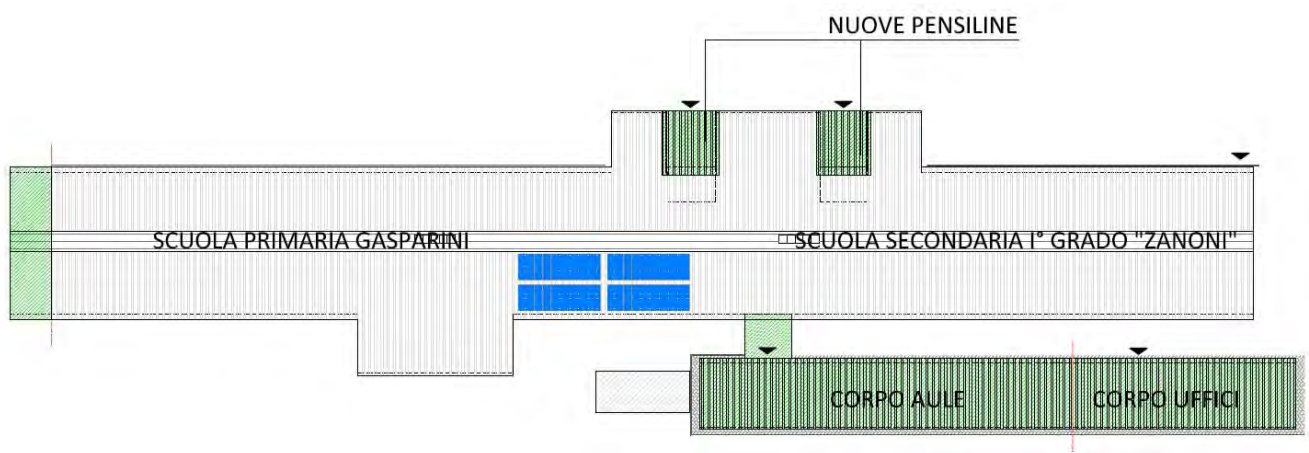 NUOVE PENSILINE
SCUOLA PRIMARIA GASPARINI
SCUOLA SECONDARIA I° GRADO "ZANONI"
CORPO AULE
CORPO UFFICI